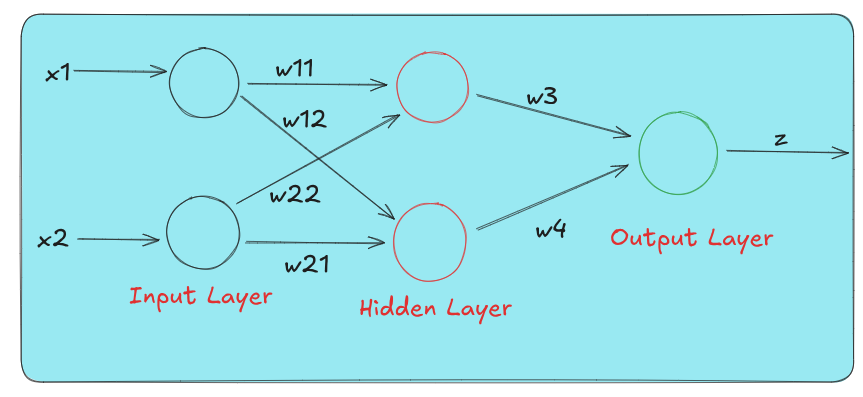 x1
w11
w12
w3
z
w22
x2
w4
w21
Output Layer
Input Layer
Hidden Layer